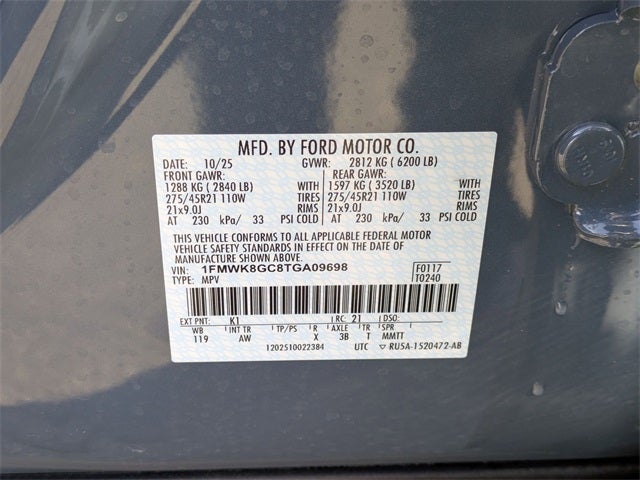 MFD. BY FORD MOTOR CO.
DATE: 10/25 GVWR: 2812 KG ( 6200 LB)
FRONT GAWR: REAR GAWR:
1288 KG ( 2840 LB) WITH 1597 KG ( 3520 LB) WITH
275/45R21 110W TIRES 275/45R21 110W TIRES
21x9.0J RIMS 21x9.0J RIMS
AT 230 kPa/ 33 PSI COLD AT 230 kPa/ 33 PSI COLD
THIS VEHICLE CONFORMS TO ALL APPLICABLE FEDERAL MOTOR
VEHICLE SAFETY STANDARDS IN EFFECT ON THE DATE OF
MANUFACTURE SHOWN ABOVE.
VIN: 1FMWK8GC8TGA09698 F0117
TYPE: MPV T0240
EXT PNT: K1 RC: 21
WB INT TR TP/PS R AXLE TR SPR
119 AW X 3B T MMTT
1202510022384 UTC ▽ RU5A-1520472-AB